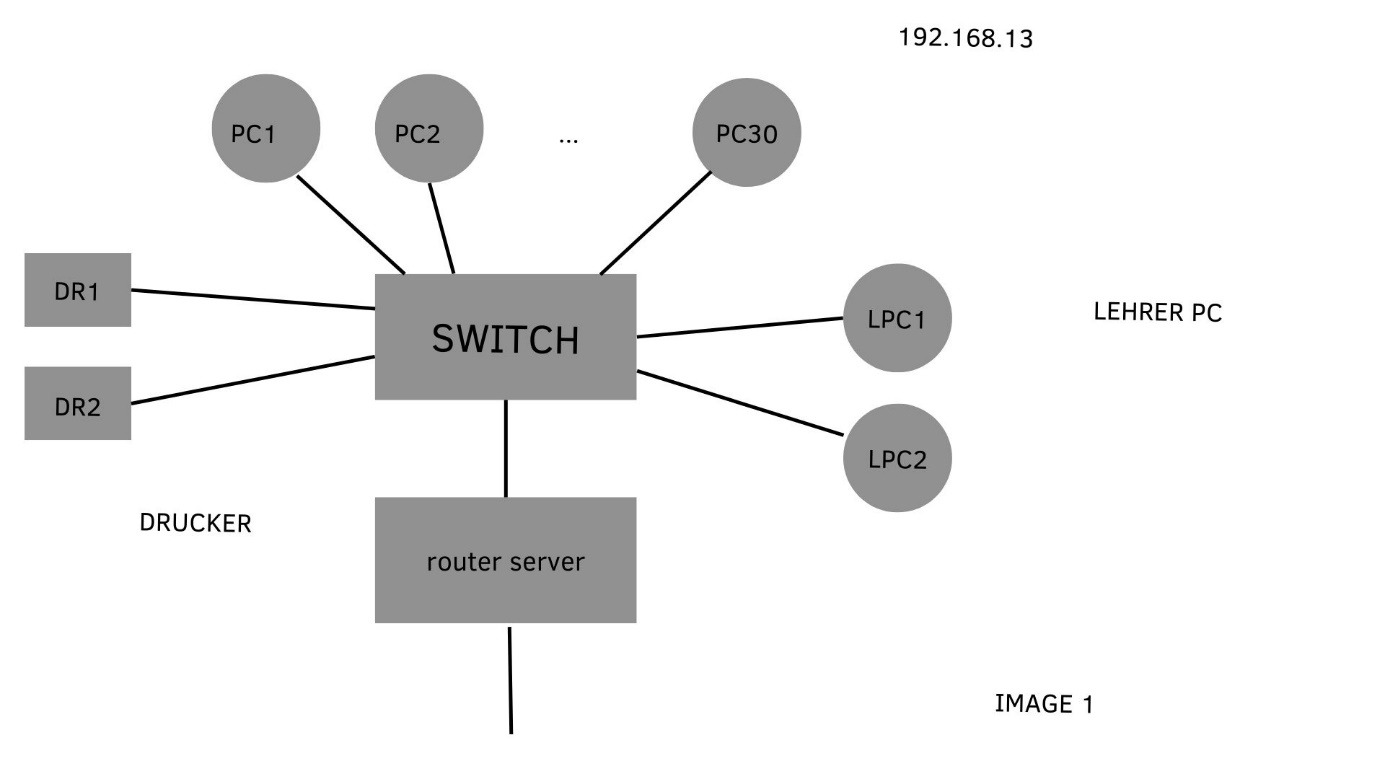 192.168.13
PC1
PC2
...
PC30
DR1
SWITCH
LPC1
LEHRER PC
DR2
LPC2
DRUCKER
router server
IMAGE 1